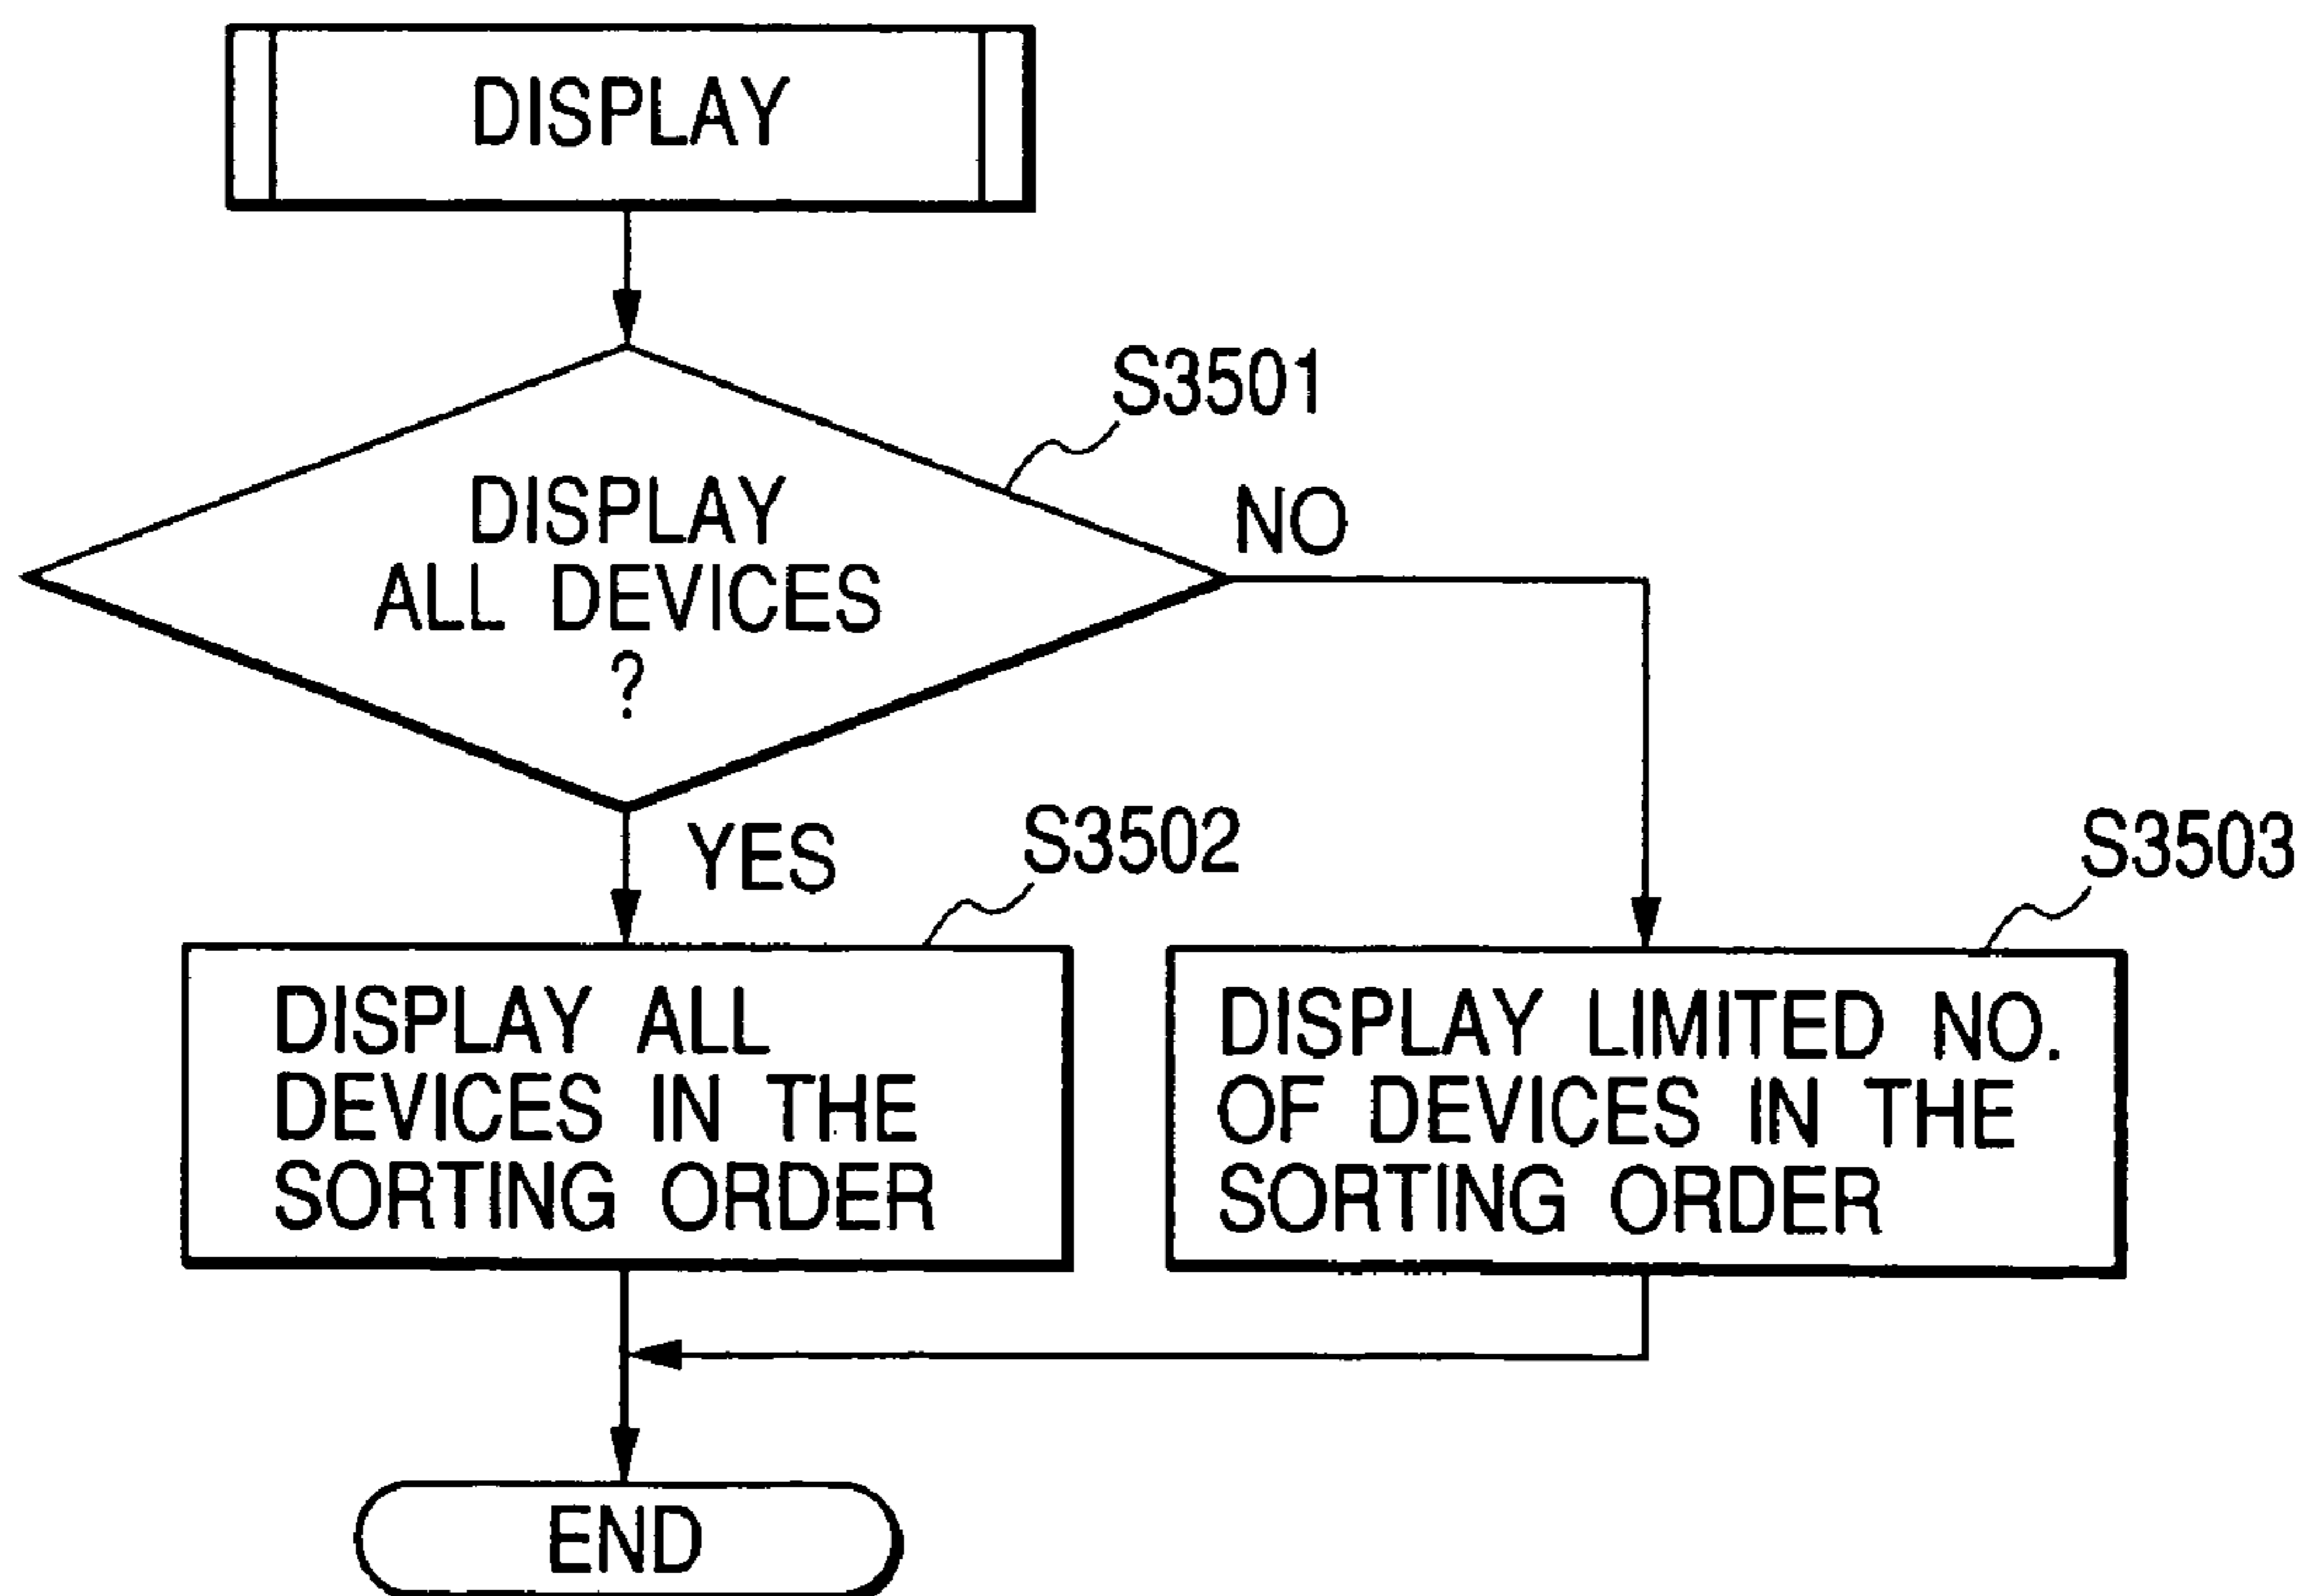 DISPLAY
S3501
DISPLAY
ALL DEVICES
?
NO
YES
S3502
S3503
DISPLAY ALL
DEVICES IN THE
SORTING ORDER
DISPLAY LIMITED NO.
OF DEVICES IN THE
SORTING ORDER
END